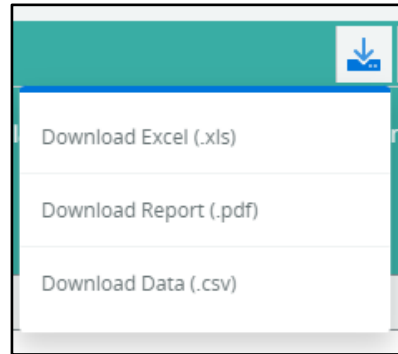 Download Excel (.xls)
Download Report (.pdf)
Download Data (.csv)